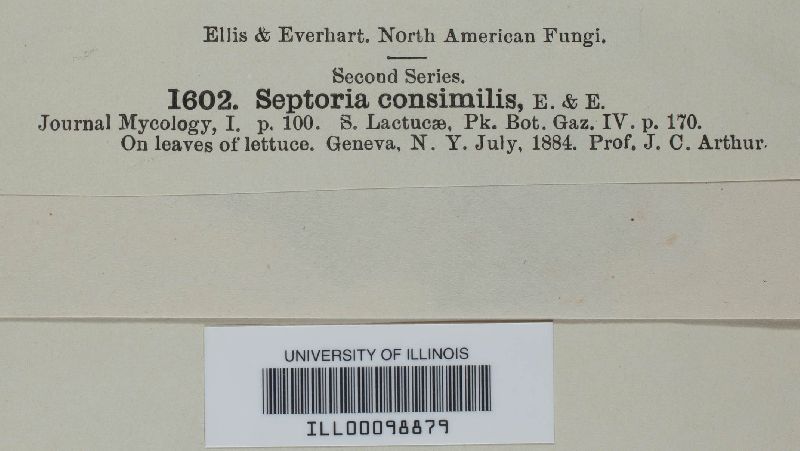 Ellis & Everhart. North American Fungi.
Second Series.
1602. Septoria consimilis, E. & E.
Journal Mycology, I. p. 100. S. Lactucæ, Pk. Bot. Gaz. IV. p. 170.
On leaves of lettuce. Geneva, N. Y. July, 1884. Prof. J. C. Arthur.
UNIVERSITY OF ILLINOIS
ILL00098879